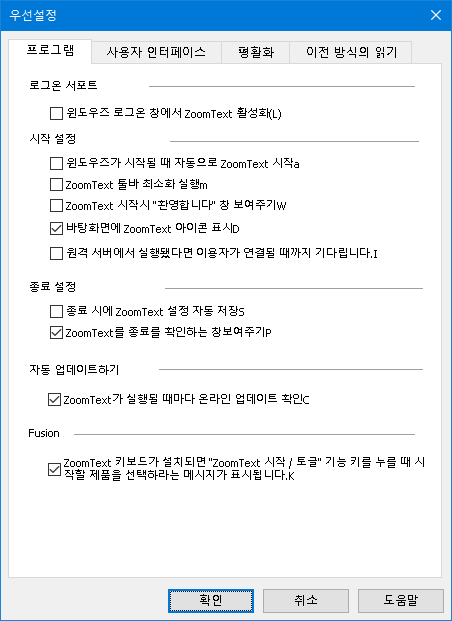 우선설정
프로그램 사용자 인터페이스 평활화 이전 방식의 읽기
로그온 서포트
윈도우즈 로그온 창에서 ZoomText 활성화(L)
시작 설정
윈도우즈가 시작될 때 자동으로 ZoomText 시작a
ZoomText 툴바 최소화 실행m
ZoomText 시작시 "환영합니다" 창 보여주기W
바탕화면에 ZoomText 아이콘 표시D
원격 서버에서 실행됐다면 이용자가 연결될 때까지 기다립니다.I
종료 설정
종료 시에 ZoomText 설정 자동 저장S
ZoomText를 종료를 확인하는 창보여주기P
자동 업데이트하기
ZoomText가 실행될 때마다 온라인 업데이트 확인C
Fusion
ZoomText 키보드가 설치되면 "ZoomText 시작 / 토글" 기능 키를 누를 때 시
작할 제품을 선택하라는 메시지가 표시됩니다.K
확인 취소 도움말